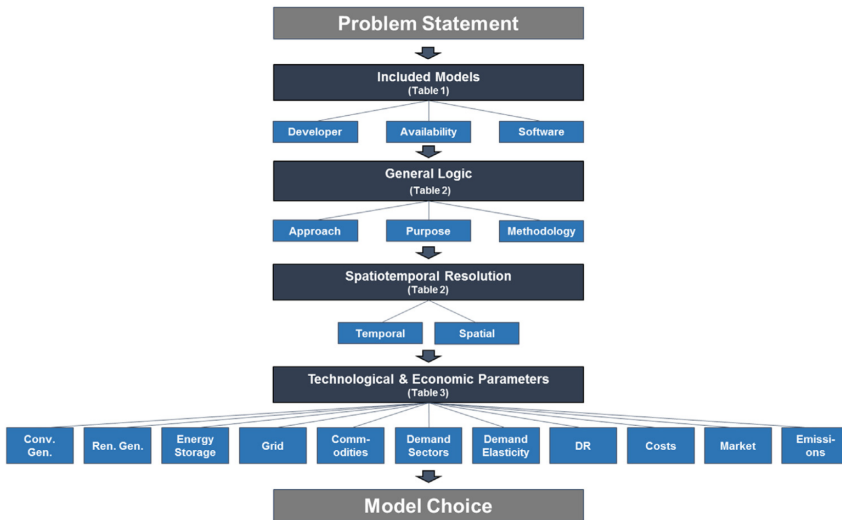 Problem Statement
Included Models
(Table 1)
Developer
Availability
Software
General Logic
(Table 2)
Approach
Purpose
Methodology
Spatiotemporal Resolution
(Table 2)
Temporal
Spatial
Technological & Economic Parameters
(Table 3)
Conv.
Gen.
Ren. Gen.
Energy
Storage
Grid
Comm-
odities
Demand
Sectors
Demand
Elasticity
DR
Costs
Market
Emissi-
ons
Model Choice